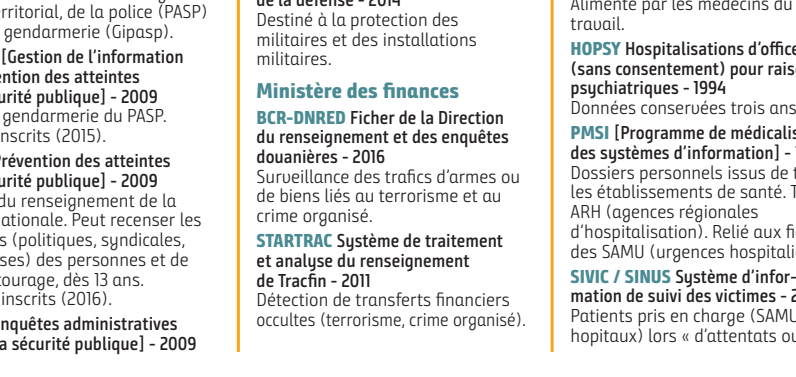 territorial, de la police (PASP)
gendarmerie (Gipasp).
[Gestion de l’information
ention des atteintes
urité publique] - 2009
gendarmerie du PASP.
nscrits (2015).
révention des atteintes
urité publique] - 2009
du renseignement de la
ationale. Peut recenser les
s (politiques, syndicales,
ses) des personnes et de
tourage, dès 13 ans.
inscrits (2016).
nquêtes administratives
a sécurité publique] - 2009
de la défense - 2014
Destiné à la protection des
militaires et des installations
militaires.
Ministère des finances
BCR-DNRED Ficher de la Direction
du renseignement et des enquêtes
douanières - 2016
Surveillance des trafics d’armes ou
de biens liés au terrorisme et au
crime organisé.
STARTRAC Système de traitement
et analyse du renseignement
de Tracfin - 2011
Détection de transferts financiers
occultes (terrorisme, crime organisé).
Alimenté par les médecins du
travail.
HOPSY Hospitalisations d’office
(sans consentement) pour rais
psychiatriques - 1994
Données conservées trois ans
PMSI [Programme de médicalis
des systèmes d’information] -
Dossiers personnels issus de t
les établissements de santé. T
ARH (agences régionales
d’hospitalisation). Relié aux fi
des SAMU (urgences hospitali
SIVIC / SINUS Système d’infor-
mation de suivi des victimes - 2
Patients pris en charge (SAMU
hopitaux) lors « d’attentats ou